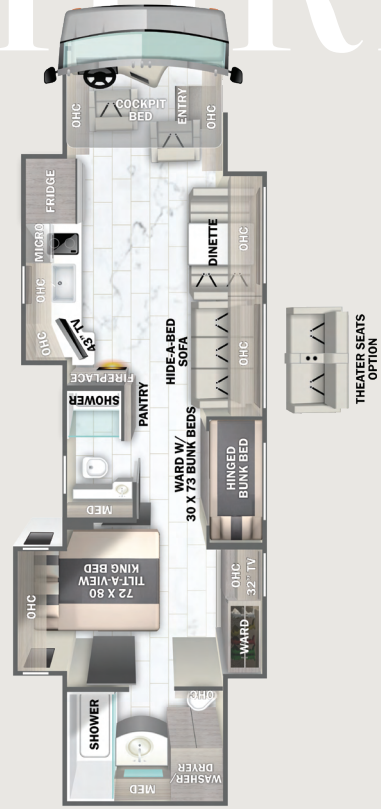 COCKPIT
BED
OHC
ENTRY
OHC
FRIDGE
MICRO
OHC
OHC
43" TV
FIREPLACE
DINETTE
OHC
HIDE-A-BED
SOFA
OHC
THEATER SEATS
OPTION
SHOWER
PANTRY
MED
WARD W/
30 X 73 BUNK BEDS
HINGED
BUNK BED
72 X 80
TILT-A-VIEW
KING BED
OHC
OHC
32" TV
WARD
SHOWER
OHC
MED
WASHER/
DRYER